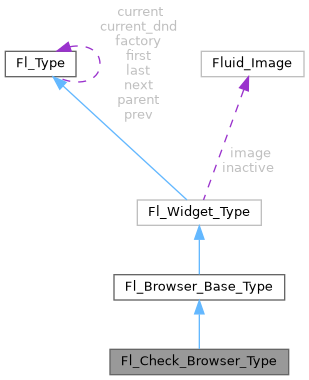 current
current_dnd
factory
first
last
next
parent
prev
Fl_Type
Fluid_Image
image
inactive
Fl_Widget_Type
Fl_Browser_Base_Type
Fl_Check_Browser_Type